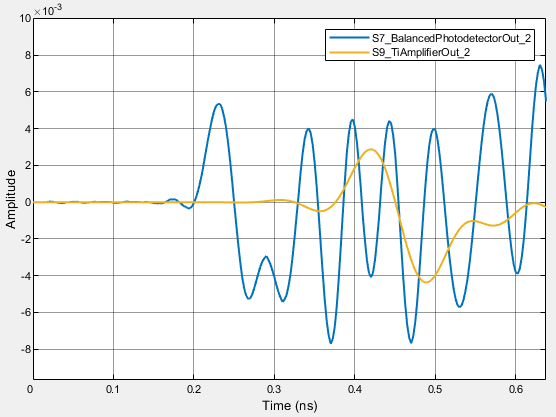 10 ×10⁻³
S7_BalancedPhotodetectorOut_2
S9_TiAmplifierOut_2
8
6
4
2
0
-2
-4
-6
-8
Amplitude
0 0.1 0.2 0.3 0.4 0.5 0.6
Time (ns)